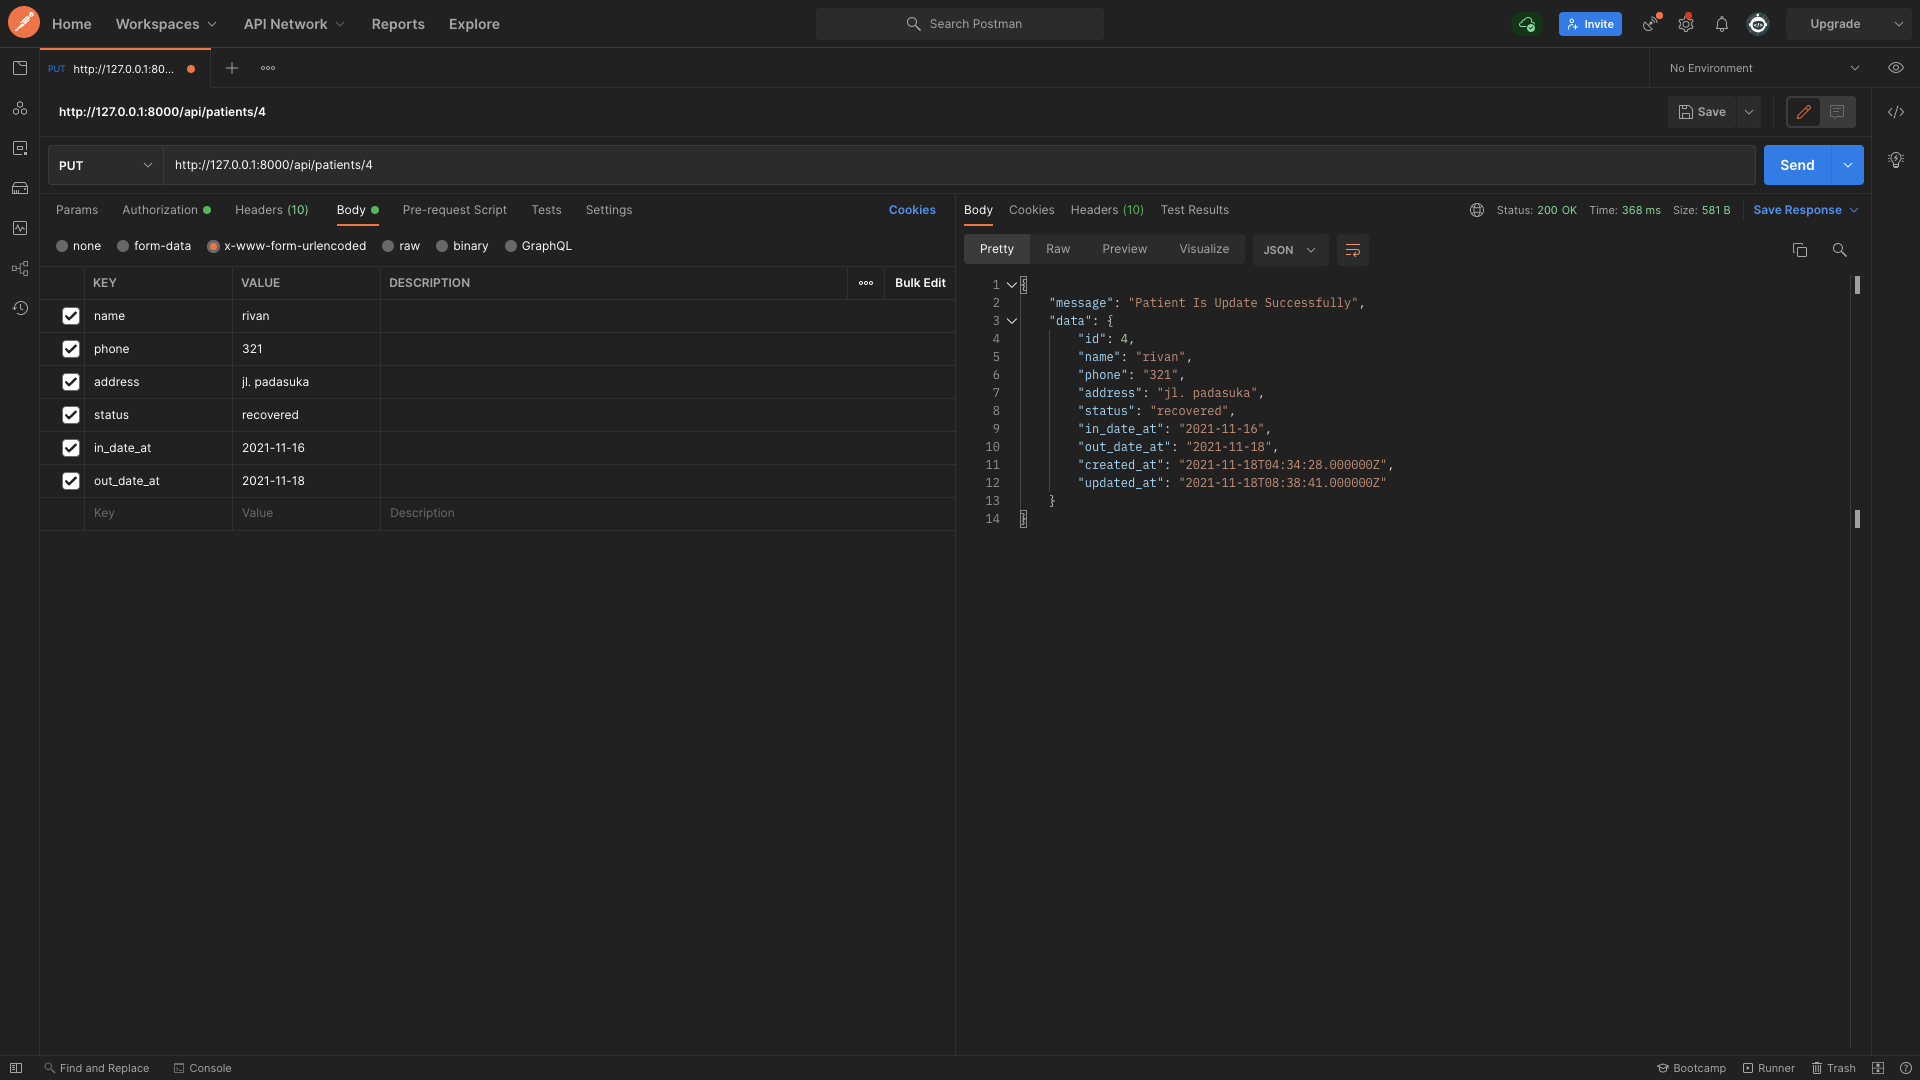 Home Workspaces API Network Reports Explore Search Postman Invite Upgrade
PUT http://127.0.0.1:80... No Environment
http://127.0.0.1:8000/api/patients/4 Save
PUT http://127.0.0.1:8000/api/patients/4 Send
Params Authorization Headers (10) Body Pre-request Script Tests Settings Cookies
none form-data x-www-form-urlencoded raw binary GraphQL
KEY VALUE DESCRIPTION Bulk Edit
name rivan
phone 321
address jl. padasuka
status recovered
in_date_at 2021-11-16
out_date_at 2021-11-18
Key Value Description
Body Cookies Headers (10) Test Results Status: 200 OK Time: 368 ms Size: 581 B Save Response
Pretty Raw Preview Visualize JSON
1 {
2 "message": "Patient Is Update Successfully",
3 "data": {
4 "id": 4,
5 "name": "rivan",
6 "phone": "321",
7 "address": "jl. padasuka",
8 "status": "recovered",
9 "in_date_at": "2021-11-16",
10 "out_date_at": "2021-11-18",
11 "created_at": "2021-11-18T04:34:28.000000Z",
12 "updated_at": "2021-11-18T08:38:41.000000Z"
13 }
14 }
Find and Replace Console Bootcamp Runner Trash